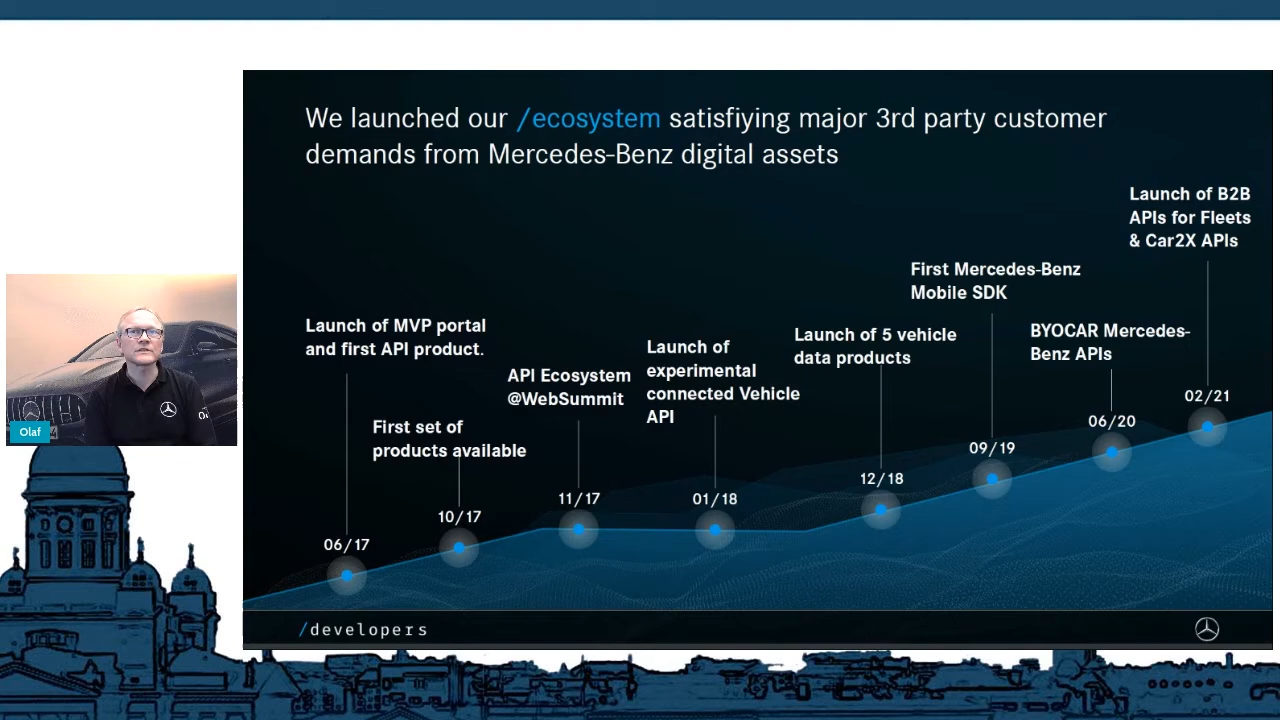 We launched our /ecosystem satisfiying major 3rd party customer
demands from Mercedes-Benz digital assets
Launch of B2B
APIs for Fleets
& Car2X APIs
First Mercedes-Benz
Mobile SDK
Launch of MVP portal
and first API product.
Launch of 5 vehicle
data products
BYOCAR Mercedes-
Benz APIs
Launch of
experimental
connected Vehicle
API
API Ecosystem
@WebSummit
First set of
products available
06/17
10/17
11/17
01/18
12/18
09/19
06/20
02/21
Olaf
/developers